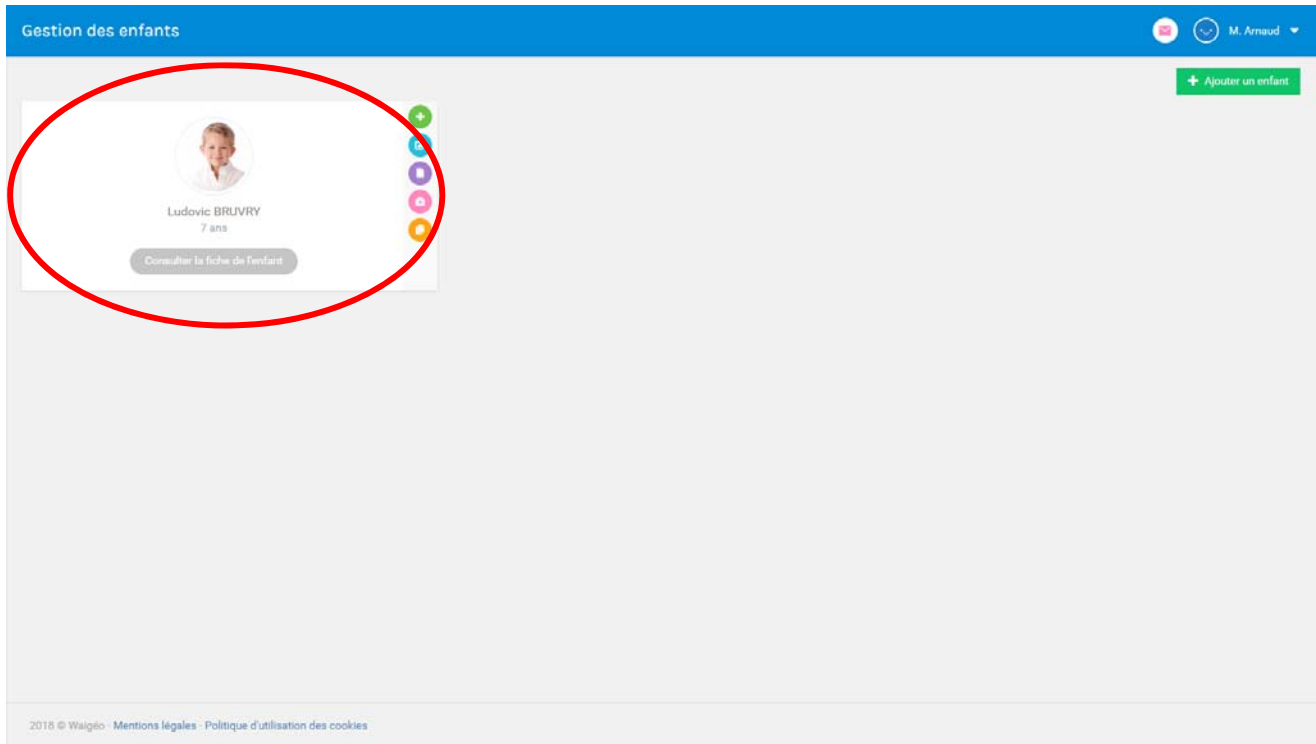 Gestion des enfants
M. Arnaud
Ajouter un enfant
Ludovic BRUVRY
7 ans
Consulter la fiche de l'enfant
2018 © Waigéo - Mentions légales - Politique d'utilisation des cookies